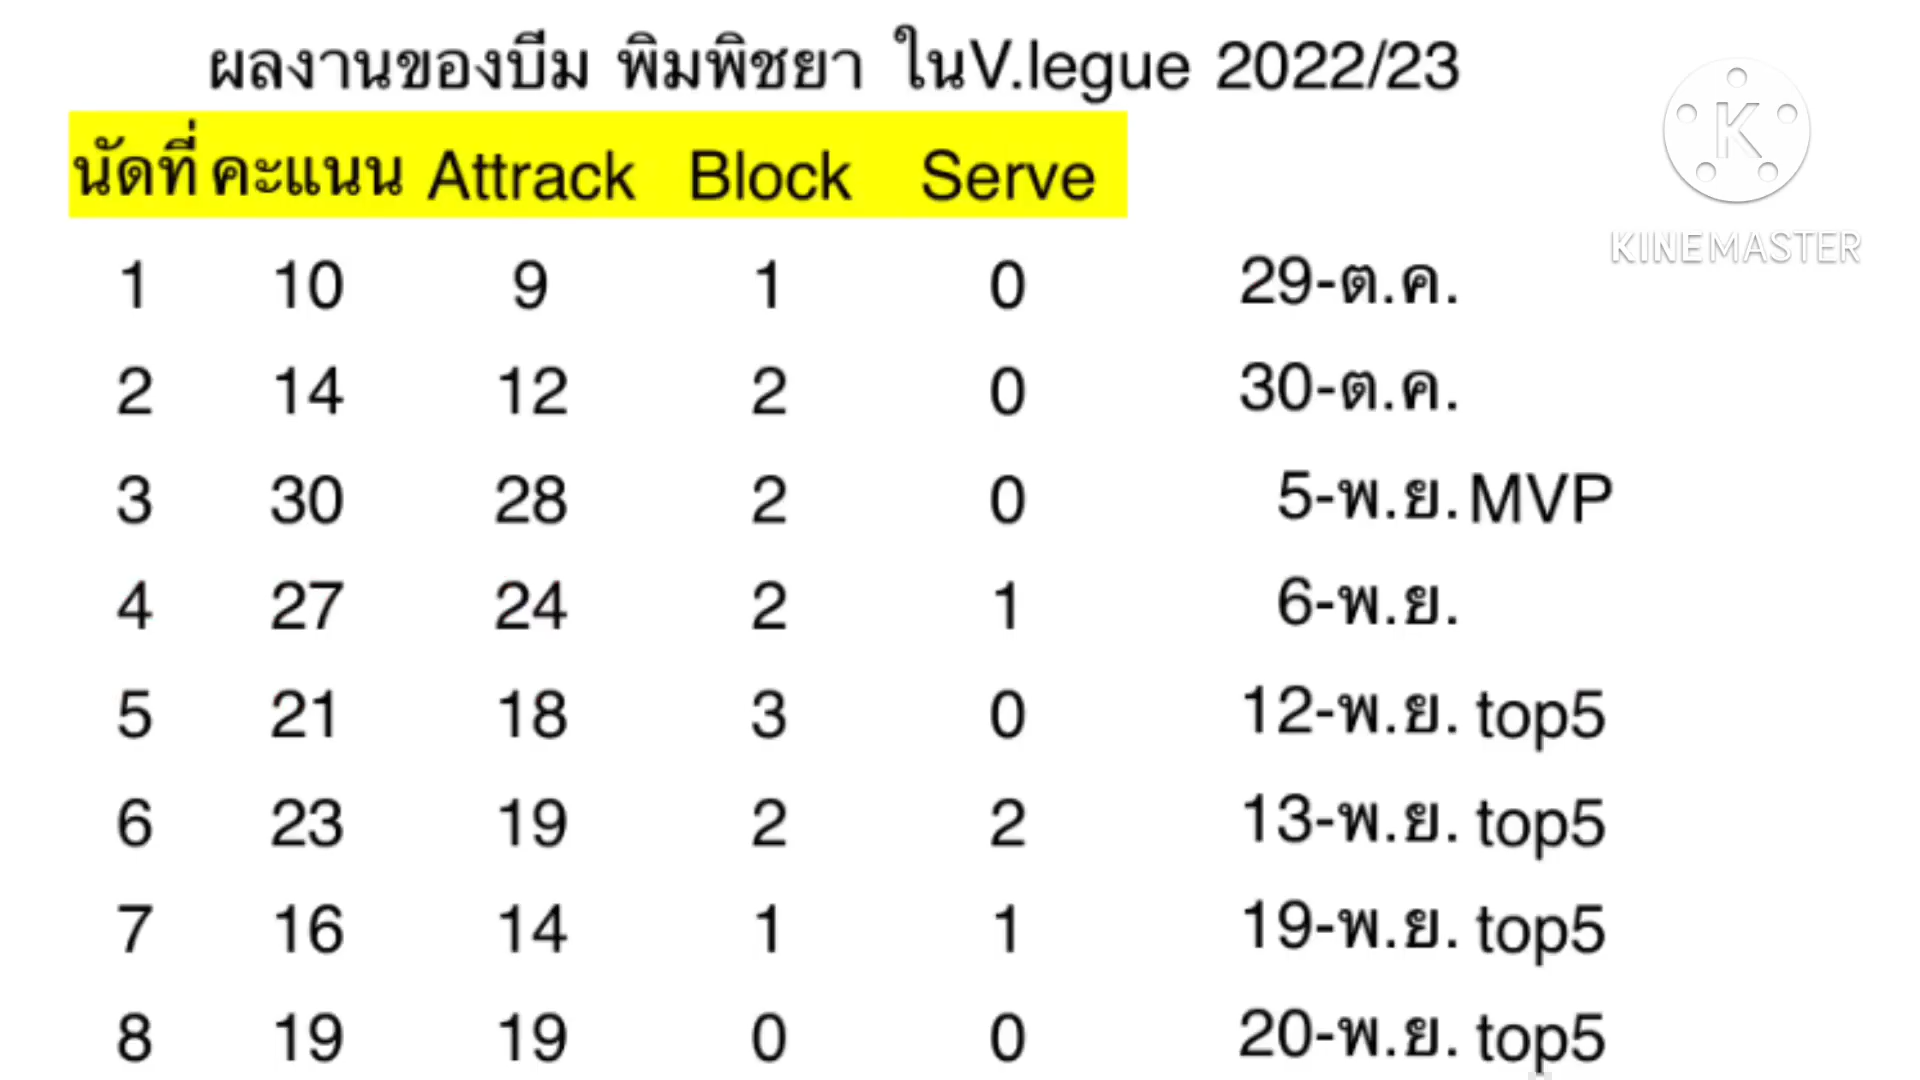 ผลงานของบีม พิมพิชยา ในV.legue 2022/23
K
KINEMASTER
นัดที่ คะแนน Attrack Block Serve
1 10 9 1 0 29-ต.ค.
2 14 12 2 0 30-ต.ค.
3 30 28 2 0 5-พ.ย. MVP
4 27 24 2 1 6-พ.ย.
5 21 18 3 0 12-พ.ย. top5
6 23 19 2 2 13-พ.ย. top5
7 16 14 1 1 19-พ.ย. top5
8 19 19 0 0 20-พ.ย. top5